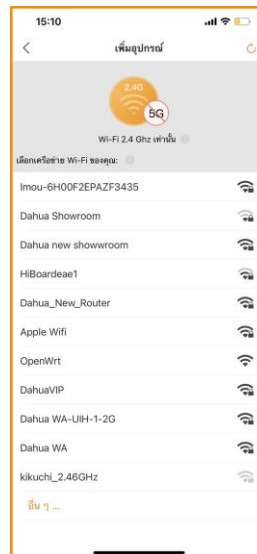 15:10
เพิ่มอุปกรณ์
2.4G
5G
Wi-Fi 2.4 Ghz เท่านั้น
เลือกเครือข่าย Wi-Fi ของคุณ:
Imou-6H00F2EPAZF3435
Dahua Showroom
Dahua new showwroom
HiBoardeae1
Dahua_New_Router
Apple Wifi
OpenWrt
DahuaVIP
Dahua WA-UIH-1-2G
Dahua WA
kikuchi_2.46GHz
อื่น ๆ ...